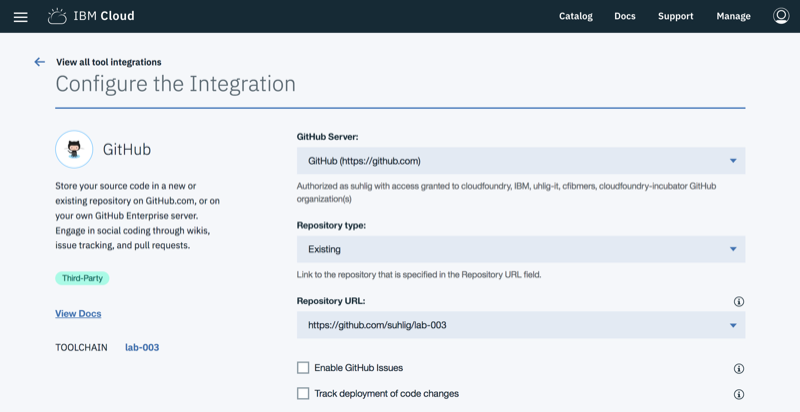 IBM Cloud
Catalog
Docs
Support
Manage
View all tool integrations
Configure the Integration
GitHub
Store your source code in a new or
existing repository on GitHub.com, or on
your own GitHub Enterprise server.
Engage in social coding through wikis,
issue tracking, and pull requests.
Third-Party
View Docs
TOOLCHAIN lab-003
GitHub Server:
GitHub (https://github.com)
Authorized as suhlig with access granted to cloudfoundry, IBM, uhlig-it, cfibmers, cloudfoundry-incubator GitHub
organization(s)
Repository type:
Existing
Link to the repository that is specified in the Repository URL field.
Repository URL:
https://github.com/suhlig/lab-003
Enable GitHub Issues
Track deployment of code changes